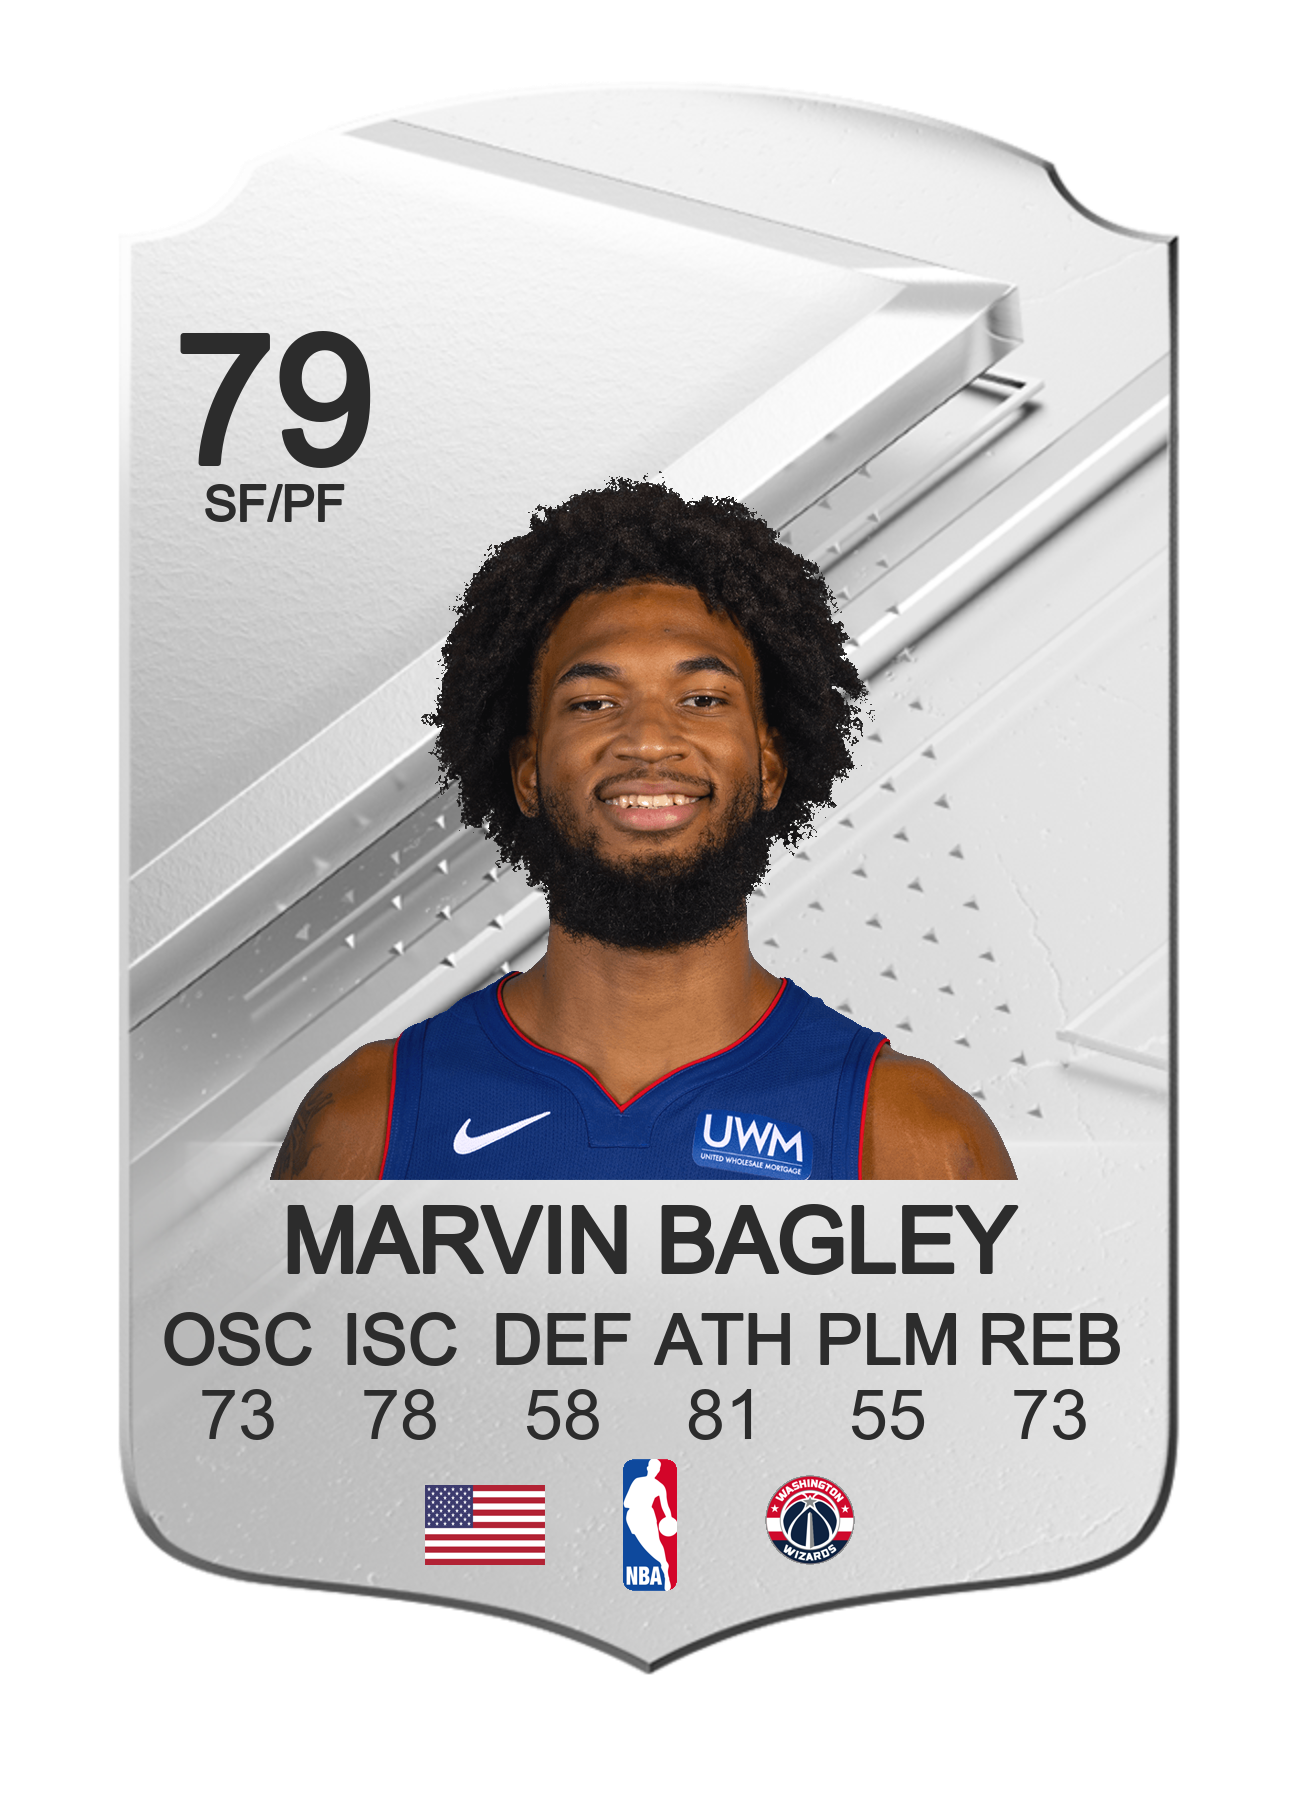 79
SF/PF
UWM
UNITED WHOLESALE MORTGAGE
MARVIN BAGLEY
OSC ISC DEF ATH PLM REB
73 78 58 81 55 73
NBA
WASHINGTON
WIZARDS